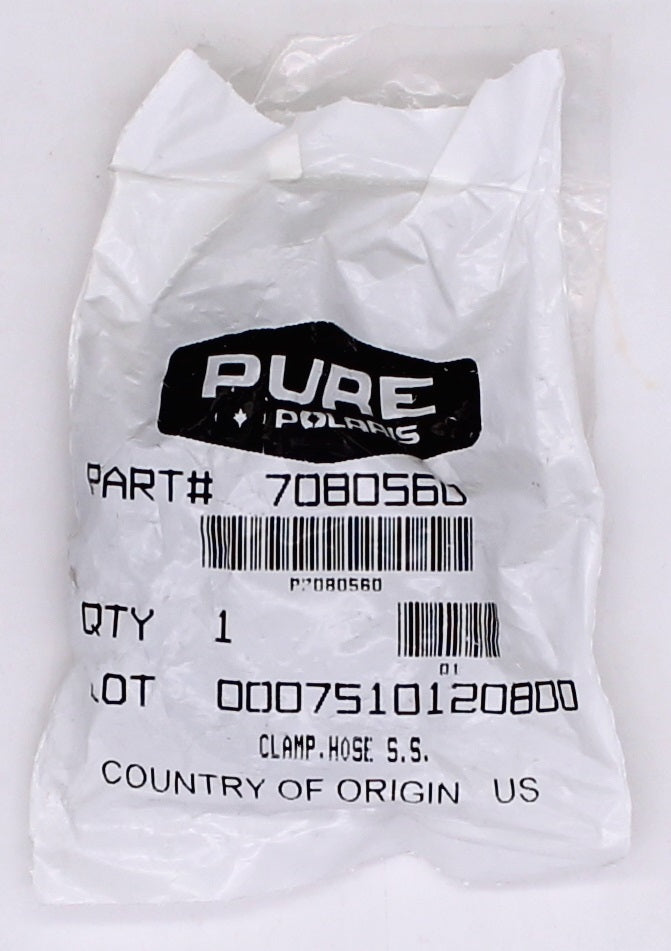 PURE
POLARIS
PART# 7080560
P7080560
QTY 1
01
LOT 0007510120800
CLAMP.HOSE S.S.
COUNTRY OF ORIGIN US